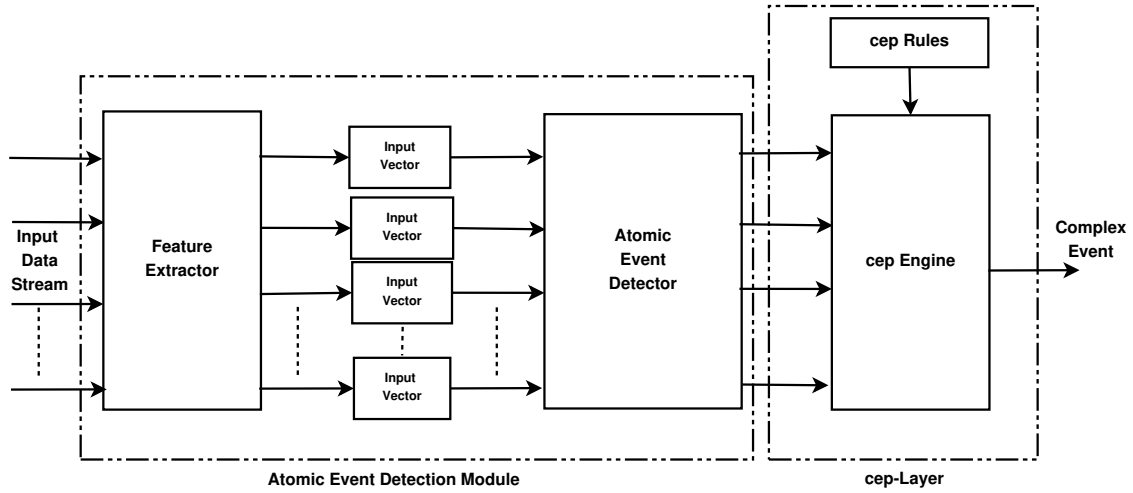 cep Rules
Input
Vector
Input
Vector
Input
Vector
Input
Vector
Input
Data
Stream
Feature
Extractor
Atomic
Event
Detector
cep Engine
Complex
Event
Atomic Event Detection Module
cep-Layer